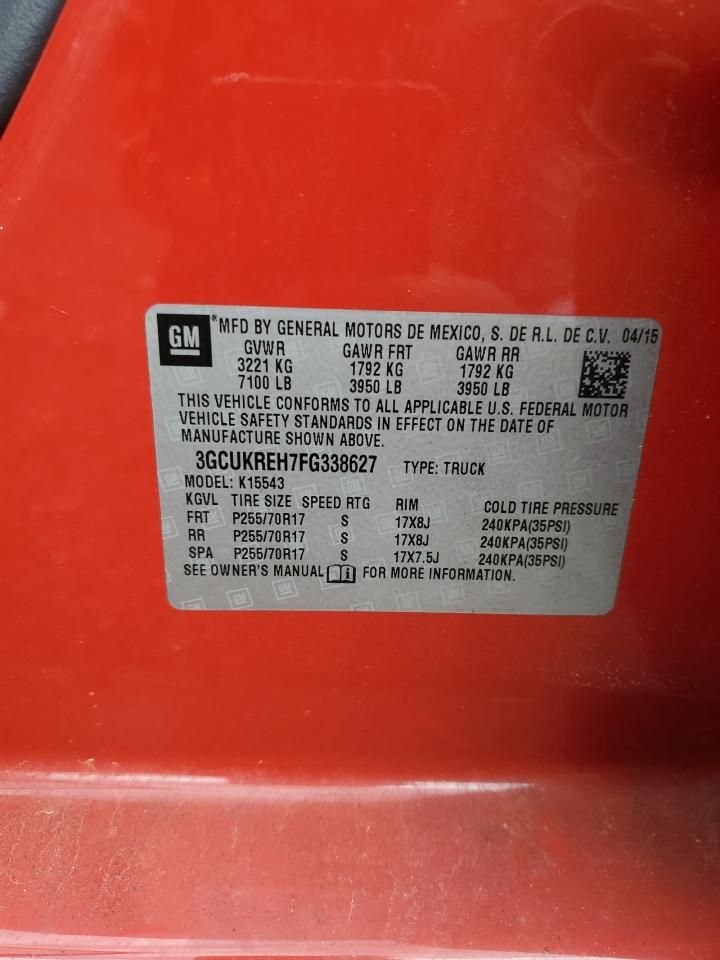 GM *MFD BY GENERAL MOTORS DE MEXICO, S. DE R.L. DE C.V. 04/15
GVWR GAWR FRT GAWR RR
3221 KG 1792 KG 1792 KG
7100 LB 3950 LB 3950 LB
THIS VEHICLE CONFORMS TO ALL APPLICABLE U.S. FEDERAL MOTOR
VEHICLE SAFETY STANDARDS IN EFFECT ON THE DATE OF
MANUFACTURE SHOWN ABOVE.
3GCUKREH7FG338627 TYPE: TRUCK
MODEL: K15543
KGVL TIRE SIZE SPEED RTG RIM COLD TIRE PRESSURE
FRT P255/70R17 S 17X8J 240KPA(35PSI)
RR P255/70R17 S 17X8J 240KPA(35PSI)
SPA P255/70R17 S 17X7.5J 240KPA(35PSI)
SEE OWNER'S MANUAL FOR MORE INFORMATION.